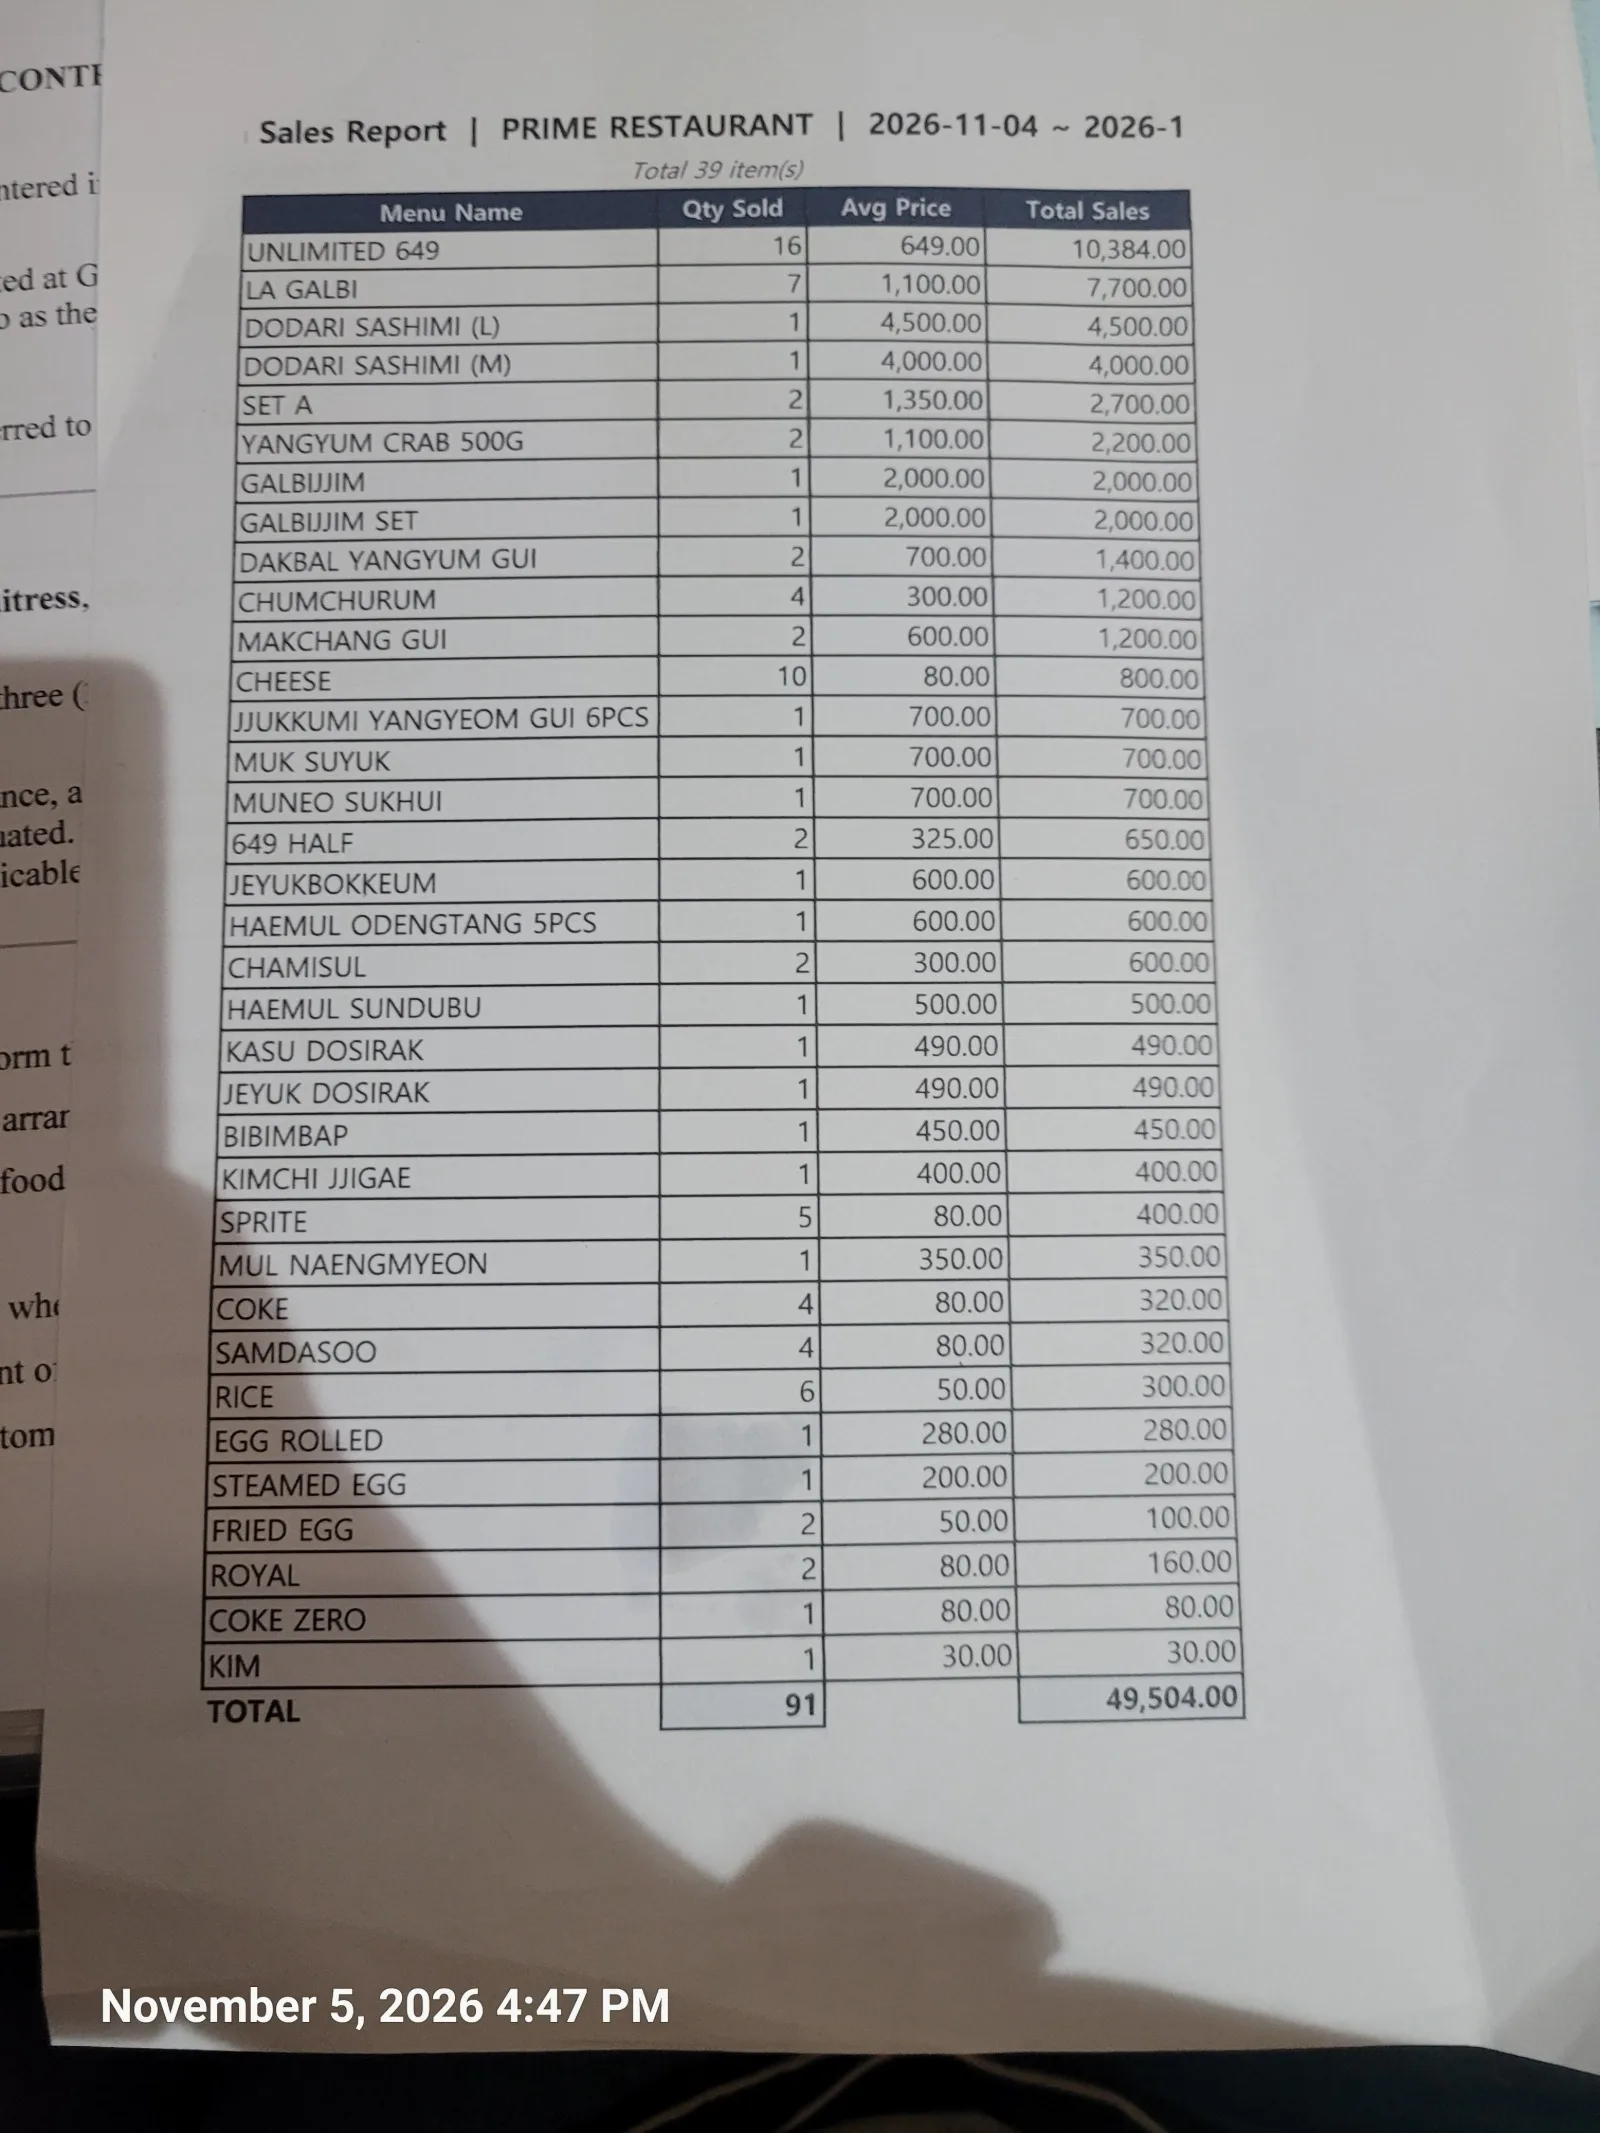 CONTE
ntered i
ed at G
o as the
rred to
itress,
three (
nce, a
nated.
icable
orm t
arrar
food
whe
nt o
tom
Sales Report | PRIME RESTAURANT | 2026-11-04 ~ 2026-1
Total 39 item(s)
Menu Name Qty Sold Avg Price Total Sales
UNLIMITED 649 16 649.00 10,384.00
LA GALBI 7 1,100.00 7,700.00
DODARI SASHIMI (L) 1 4,500.00 4,500.00
DODARI SASHIMI (M) 1 4,000.00 4,000.00
SET A 2 1,350.00 2,700.00
YANGYUM CRAB 500G 2 1,100.00 2,200.00
GALBIJJIM 1 2,000.00 2,000.00
GALBIJJIM SET 1 2,000.00 2,000.00
DAKBAL YANGYUM GUI 2 700.00 1,400.00
CHUMCHURUM 4 300.00 1,200.00
MAKCHANG GUI 2 600.00 1,200.00
CHEESE 10 80.00 800.00
JJUKKUMI YANGYEOM GUI 6PCS 1 700.00 700.00
MUK SUYUK 1 700.00 700.00
MUNEO SUKHUI 1 700.00 700.00
649 HALF 2 325.00 650.00
JEYUKBOKKEUM 1 600.00 600.00
HAEMUL ODENGTANG 5PCS 1 600.00 600.00
CHAMISUL 2 300.00 600.00
HAEMUL SUNDUBU 1 500.00 500.00
KASU DOSIRAK 1 490.00 490.00
JEYUK DOSIRAK 1 490.00 490.00
BIBIMBAP 1 450.00 450.00
KIMCHI JJIGAE 1 400.00 400.00
SPRITE 5 80.00 400.00
MUL NAENGMYEON 1 350.00 350.00
COKE 4 80.00 320.00
SAMDASOO 4 80.00 320.00
RICE 6 50.00 300.00
EGG ROLLED 1 280.00 280.00
STEAMED EGG 1 200.00 200.00
FRIED EGG 2 50.00 100.00
ROYAL 2 80.00 160.00
COKE ZERO 1 80.00 80.00
KIM 1 30.00 30.00
TOTAL 91 49,504.00
November 5, 2026 4:47 PM